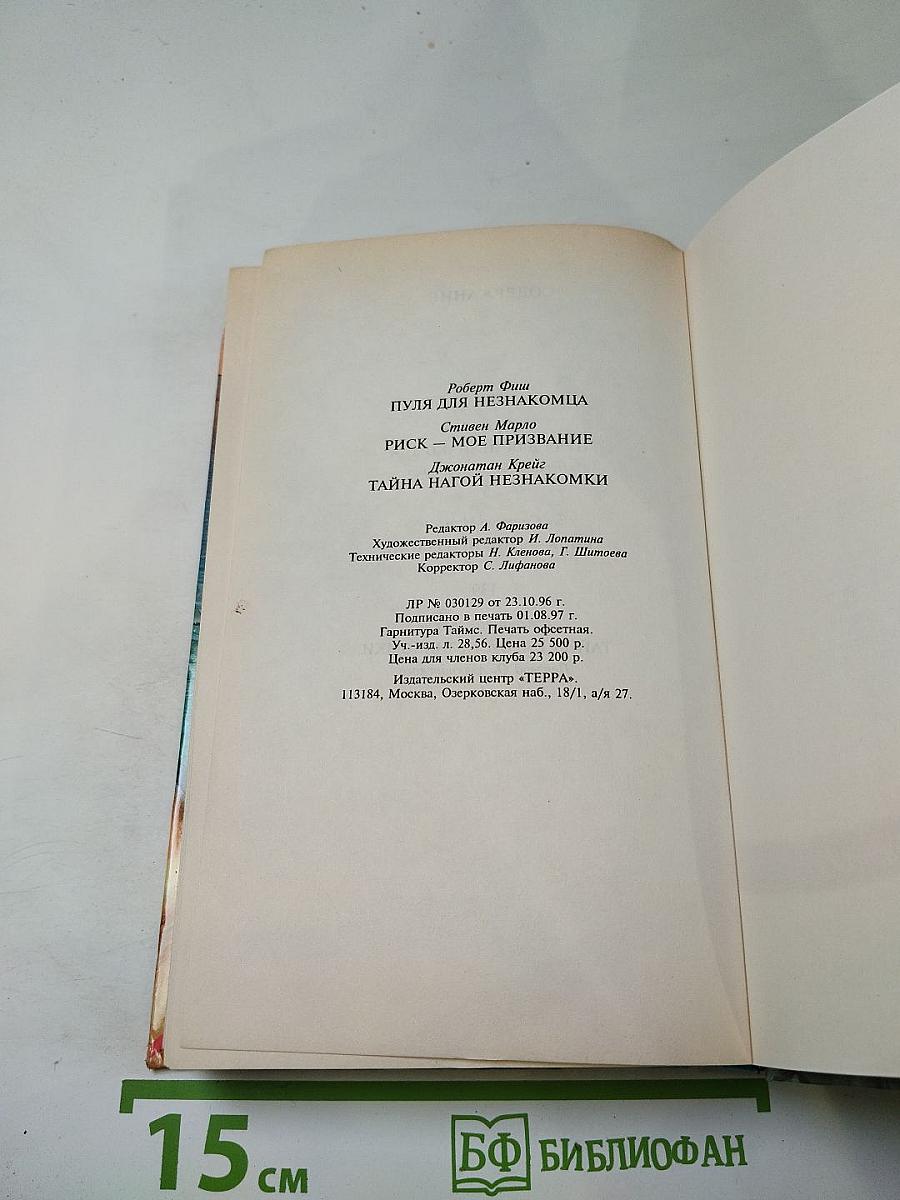 Роберт Фиш
ПУЛЯ ДЛЯ НЕЗНАКОМЦА
Стивен Марло
РИСК — МОЕ ПРИЗВАНИЕ
Джонатан Крейг
ТАЙНА НАГОЙ НЕЗНАКОМКИ
Редактор А. Фаризова
Художественный редактор И. Лопатина
Технические редакторы Н. Кленова, Г. Шитоева
Корректор С. Лифанова
ЛР № 030129 от 23.10.96 г.
Подписано в печать 01.08.97 г.
Гарнитура Таймс. Печать офсетная.
Уч.-изд. л. 28,56. Цена 25 500 р.
Цена для членов клуба 23 200 р.
Издательский центр «ТЕРРА».
113184, Москва, Озерковская наб., 18/1, а/я 27.
15 см
БФ БИБЛИОФАН